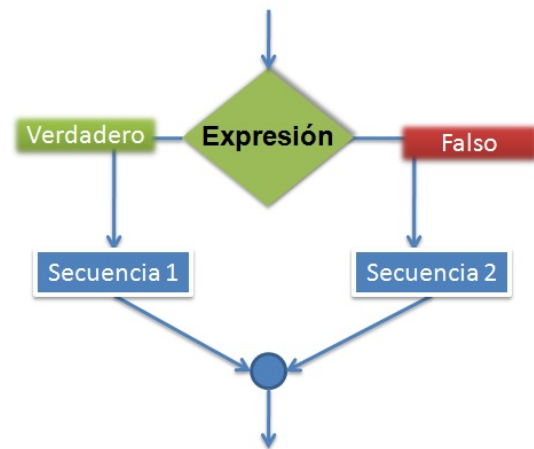 Expresión
Verdadero
Falso
Secuencia 1
Secuencia 2